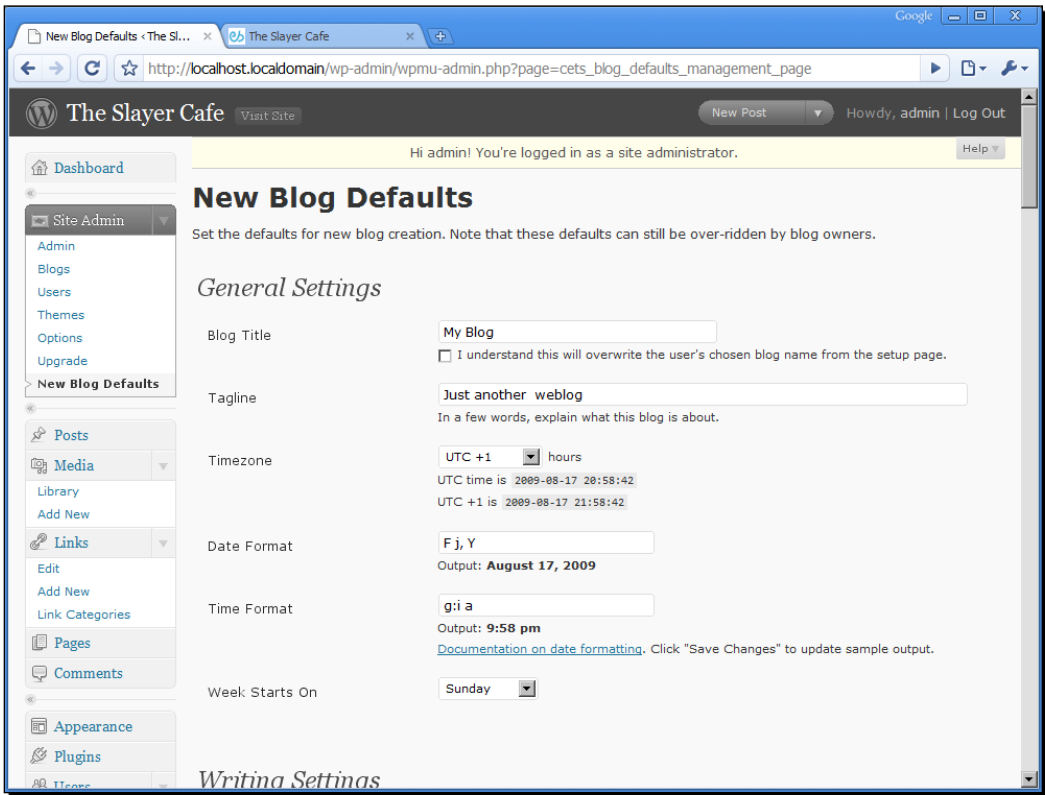 Google
New Blog Defaults ‹ The Sl...
The Slayer Cafe
http://localhost.localdomain/wp-admin/wpmu-admin.php?page=cets_blog_defaults_management_page
The Slayer Cafe Visit Site
New Post
Howdy, admin | Log Out
Hi admin! You're logged in as a site administrator.
Help
Dashboard
Site Admin
Admin
Blogs
Users
Themes
Options
Upgrade
New Blog Defaults
Posts
Media
Library
Add New
Links
Edit
Add New
Link Categories
Pages
Comments
Appearance
Plugins
Users
New Blog Defaults
Set the defaults for new blog creation. Note that these defaults can still be over-ridden by blog owners.
General Settings
Blog Title
My Blog
I understand this will overwrite the user's chosen blog name from the setup page.
Tagline
Just another  weblog
In a few words, explain what this blog is about.
Timezone
UTC +1 hours
UTC time is 2009-08-17 20:58:42
UTC +1 is 2009-08-17 21:58:42
Date Format
F j, Y
Output: August 17, 2009
Time Format
g:i a
Output: 9:58 pm
Documentation on date formatting. Click "Save Changes" to update sample output.
Week Starts On
Sunday
Writing Settings